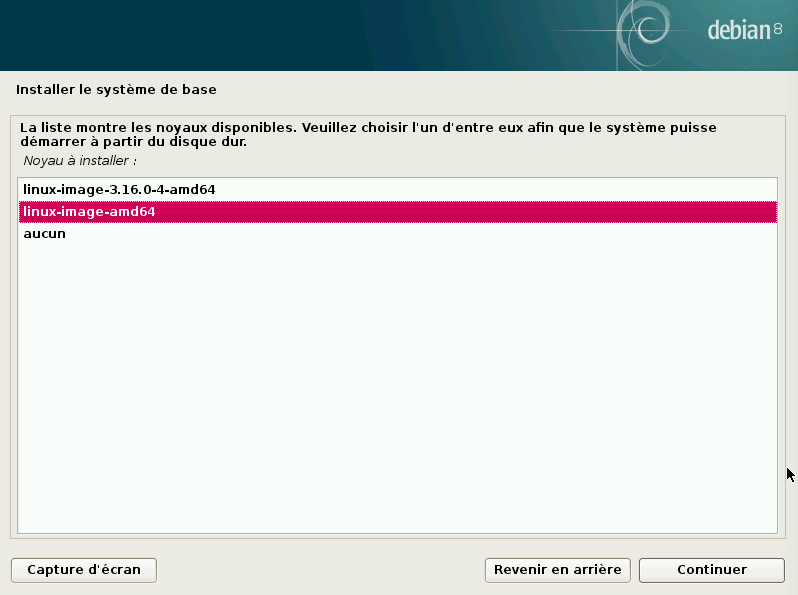 debian 8
Installer le système de base
La liste montre les noyaux disponibles. Veuillez choisir l'un d'entre eux afin que le système puisse
démarrer à partir du disque dur.
Noyau à installer :
linux-image-3.16.0-4-amd64
linux-image-amd64
aucun
Capture d'écran
Revenir en arrière
Continuer